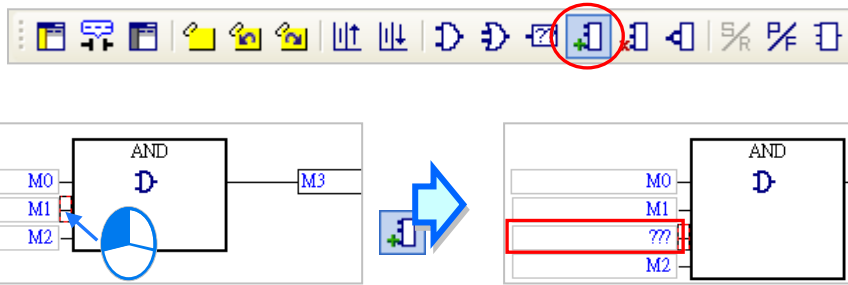 ?? S/R P/F
AND AND
M0 M3 M0
M1 M1
M2 ???
M2